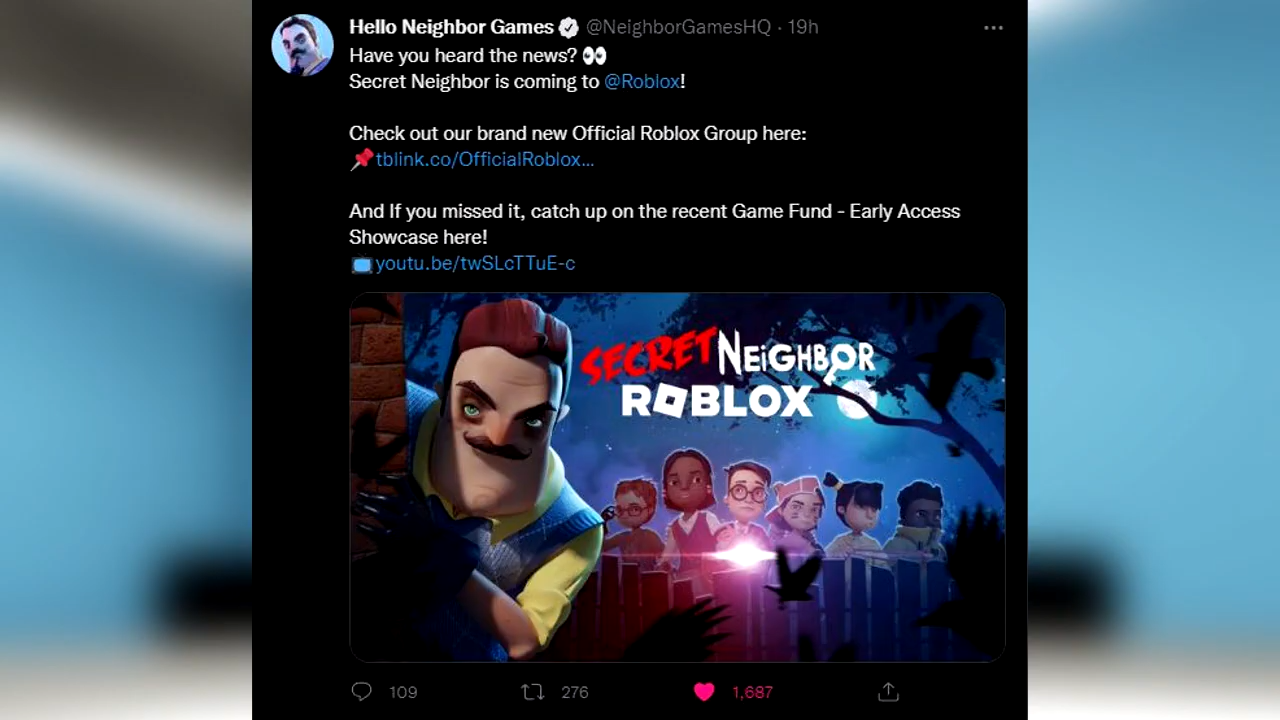 Hello Neighbor Games @NeighborGamesHQ · 19h
Have you heard the news? 👀
Secret Neighbor is coming to @Roblox!
Check out our brand new Official Roblox Group here:
📌tblink.co/OfficialRoblox...
And If you missed it, catch up on the recent Game Fund - Early Access
Showcase here!
📺youtu.be/twSLcTTuE-c
SECRET NEiGHBOR
ROBLOX
109 276 1,687